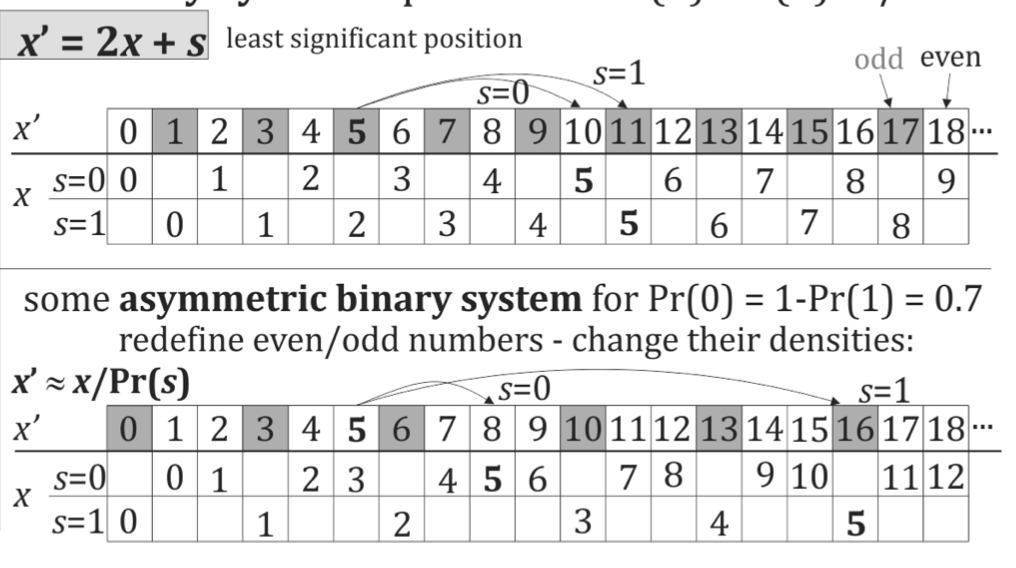 x' = 2x + s least significant position
odd even
s=1
s=0
x' 0 1 2 3 4 5 6 7 8 9 10 11 12 13 14 15 16 17 18 ...
x s=0 0 1 2 3 4 5 6 7 8 9
s=1 0 1 2 3 4 5 6 7 8
some asymmetric binary system for Pr(0) = 1-Pr(1) = 0.7
redefine even/odd numbers - change their densities:
x' ≈ x/Pr(s) s=0 s=1
x' 0 1 2 3 4 5 6 7 8 9 10 11 12 13 14 15 16 17 18 ...
x s=0 0 1 2 3 4 5 6 7 8 9 10 11 12
s=1 0 1 2 3 4 5